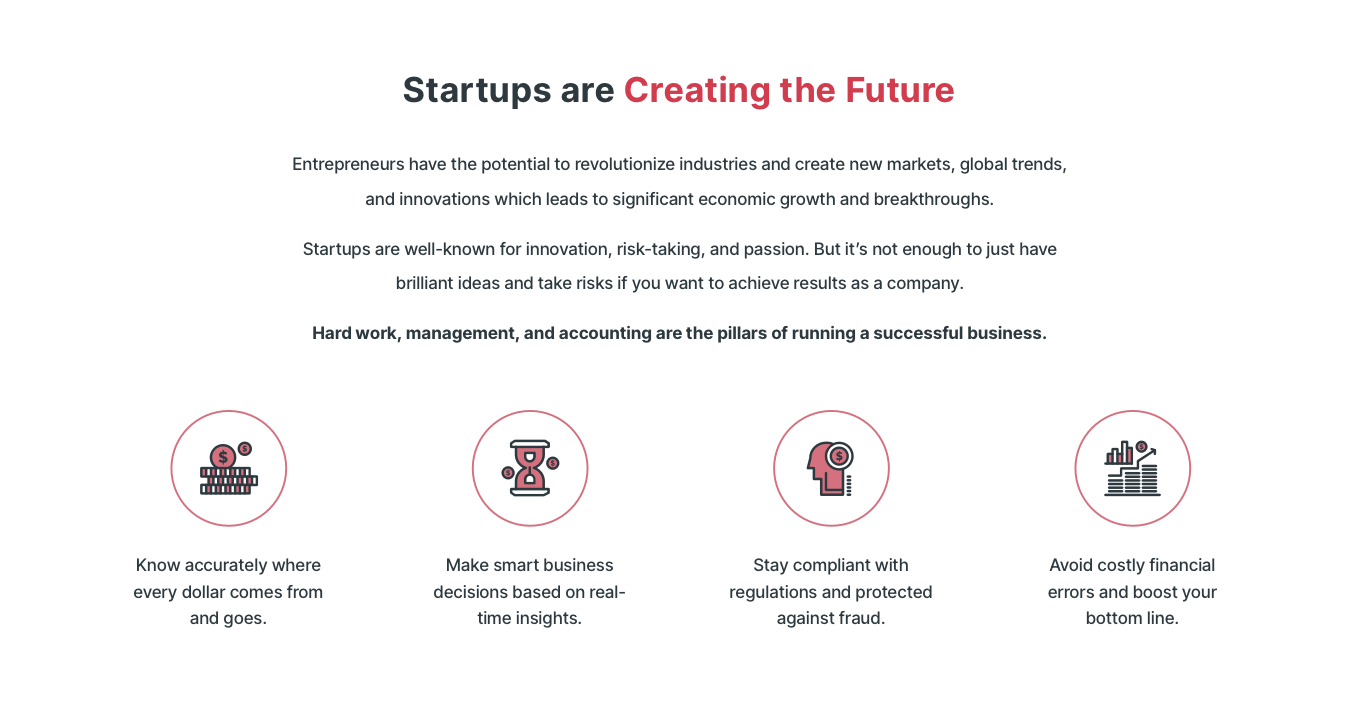 Startups are Creating the Future
Entrepreneurs have the potential to revolutionize industries and create new markets, global trends,
and innovations which leads to significant economic growth and breakthroughs.
Startups are well-known for innovation, risk-taking, and passion. But it’s not enough to just have
brilliant ideas and take risks if you want to achieve results as a company.
Hard work, management, and accounting are the pillars of running a successful business.
Know accurately where
every dollar comes from
and goes.
Make smart business
decisions based on real-
time insights.
Stay compliant with
regulations and protected
against fraud.
Avoid costly financial
errors and boost your
bottom line.